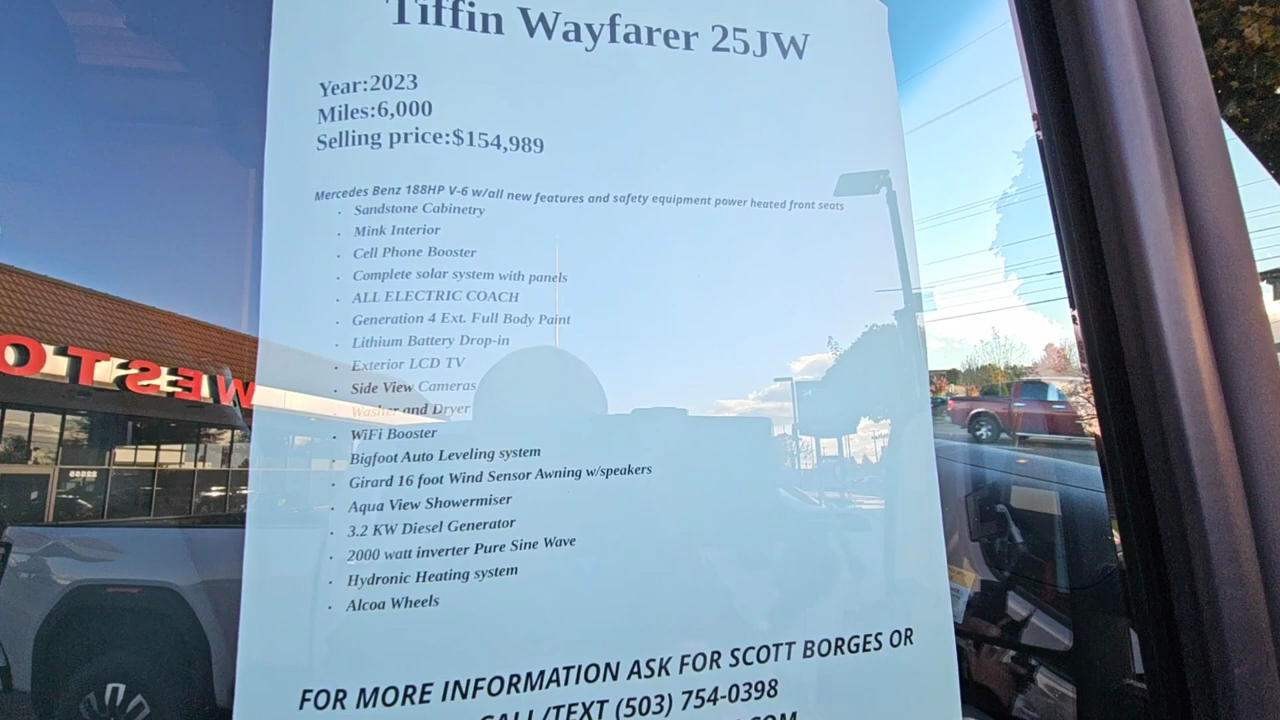 Tiffin Wayfarer 25JW
Year:2023
Miles:6,000
Selling price:$154,989
Mercedes Benz 188HP V-6 w/all new features and safety equipment power heated front seats
· Sandstone Cabinetry
· Mink Interior
· Cell Phone Booster
· Complete solar system with panels
· ALL ELECTRIC COACH
· Generation 4 Ext. Full Body Paint
· Lithium Battery Drop-in
· Exterior LCD TV
· Side View Cameras
· Washer and Dryer
· WiFi Booster
· Bigfoot Auto Leveling system
· Girard 16 foot Wind Sensor Awning w/speakers
· Aqua View Showermiser
· 3.2 KW Diesel Generator
· 2000 watt inverter Pure Sine Wave
· Hydronic Heating system
· Alcoa Wheels
FOR MORE INFORMATION ASK FOR SCOTT BORGES OR
CALL/TEXT (503) 754-0398
WESTO